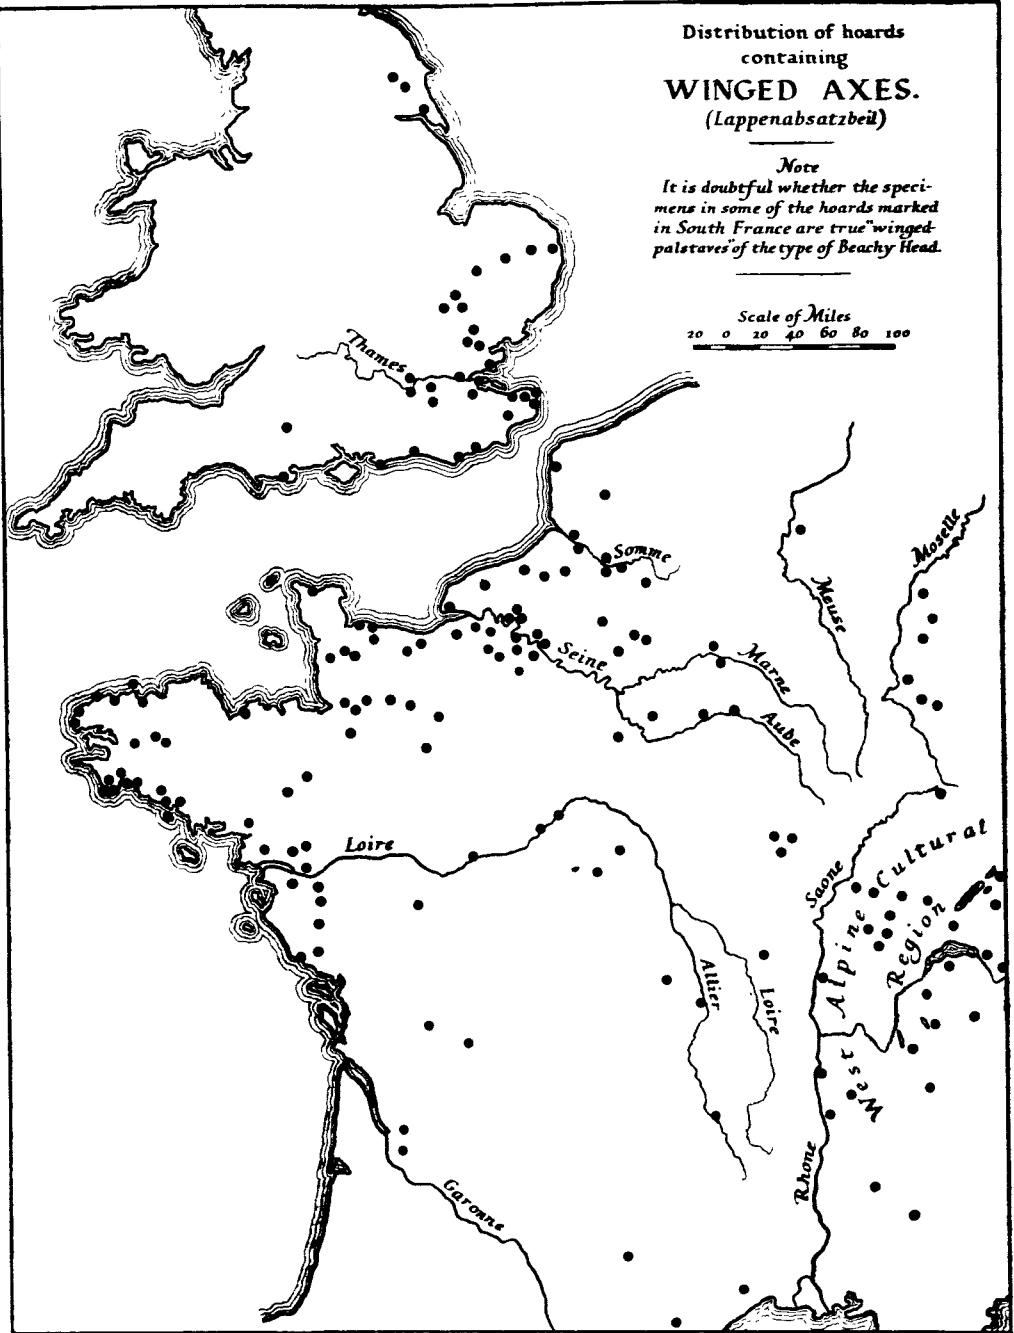 Distribution of hoards
containing
WINGED AXES.
(Lappenabsatzbeil)
Note
It is doubtful whether the speci-
mens in some of the hoards marked
in South France are true "winged-
palstaves" of the type of Beachy Head.
Scale of Miles
20 0 20 40 60 80 100
Thames
Somme
Moselle
Meuse
Seine
Marne
Aube
Loire
Saone
West Alpine Cultural
Region
Allier
Loire
Rhone
Garonne